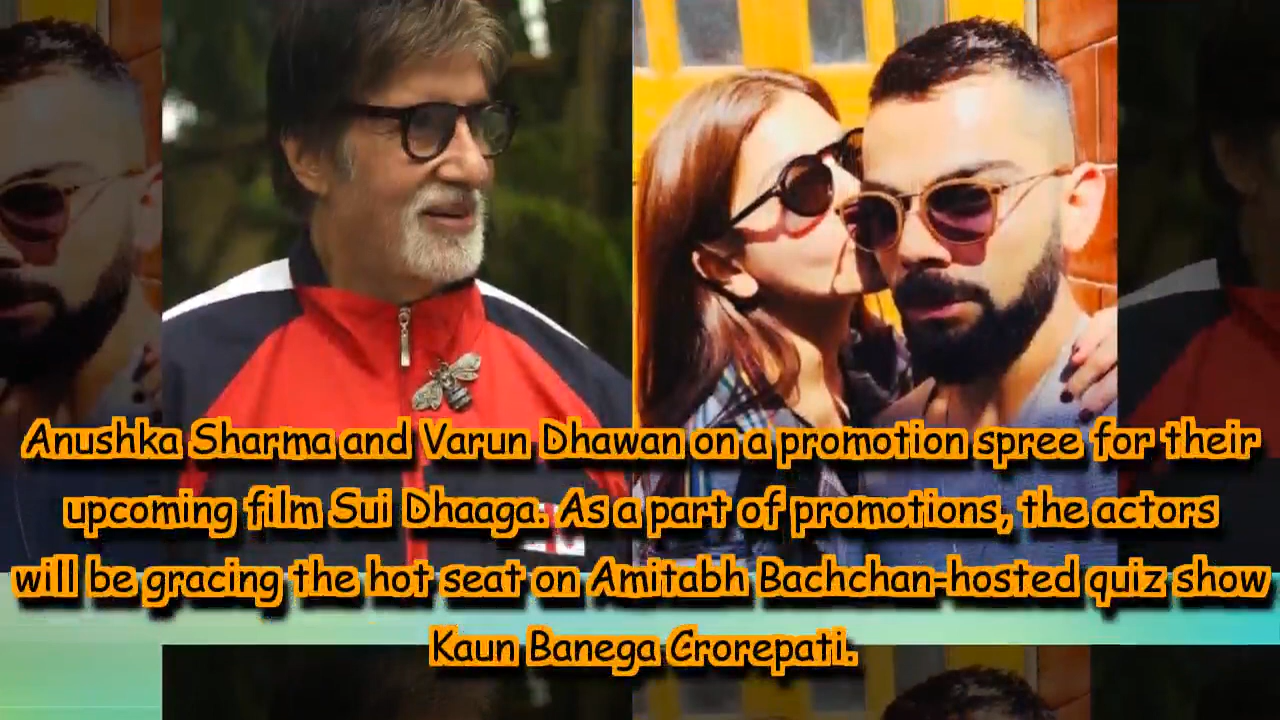 Anushka Sharma and Varun Dhawan on a promotion spree for their
upcoming film Sui Dhaaga. As a part of promotions, the actors
will be gracing the hot seat on Amitabh Bachchan-hosted quiz show
Kaun Banega Crorepati.